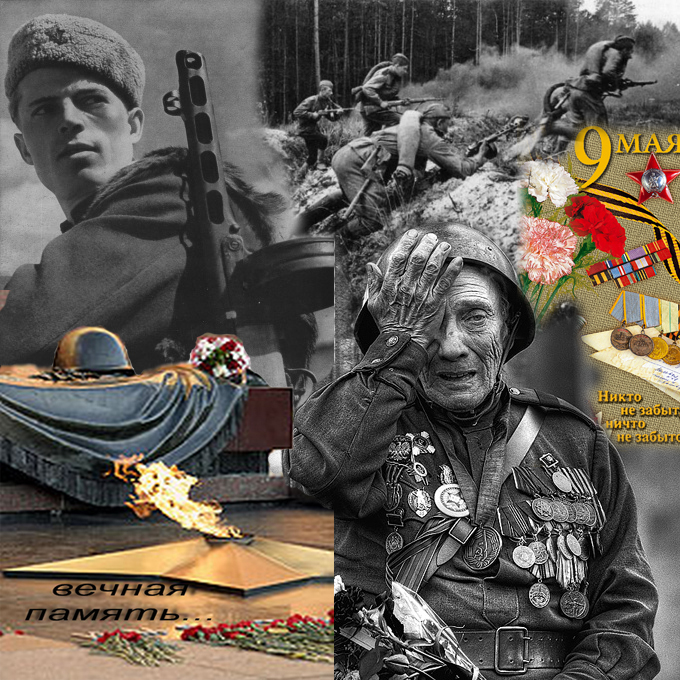 9 МАЯ
Никто
не забыт
ничто
не забыто
вечная
память...